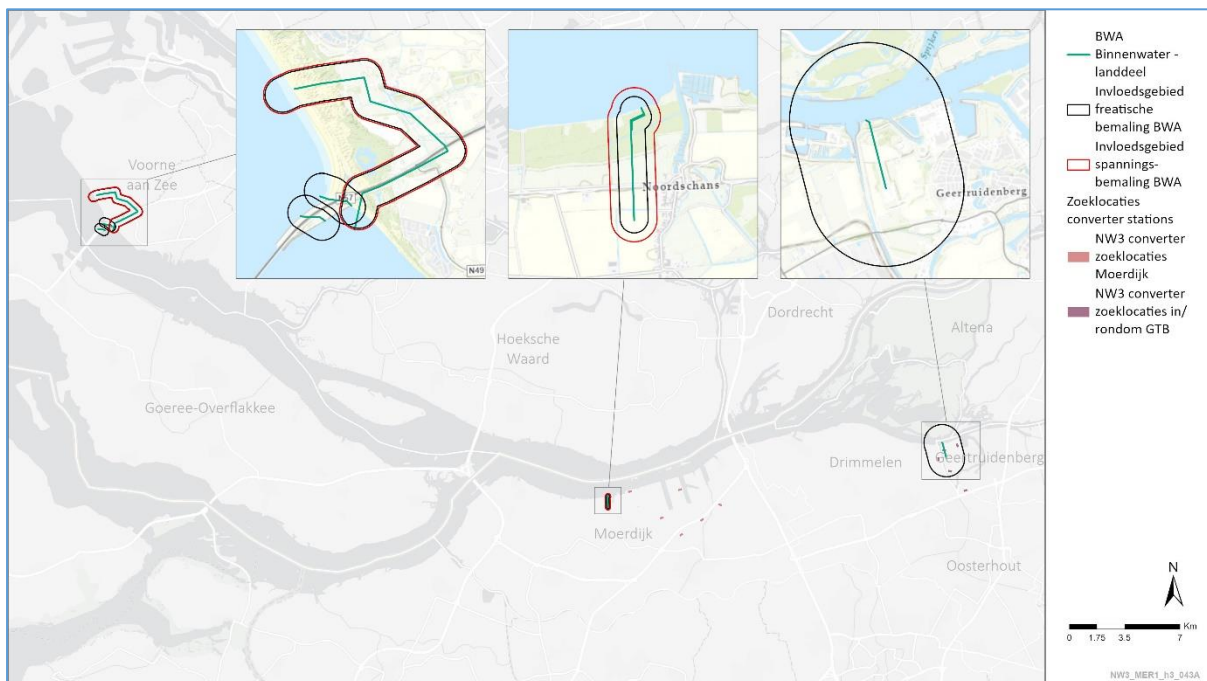 Spijker
Noordschans
Geertruidenberg
N57
N49
Voorne
aan Zee
Dordrecht
Altena
Hoeksche
Waard
Goeree-Overflakkee
Drimmelen
Geertruidenberg
Moerdijk
Oosterhout
BWA
Binnenwater -
landdeel
Invloedsgebied
freatische
bemaling BWA
Invloedsgebied
spannings-
bemaling BWA
Zoeklocaties
converter stations
NW3 converter
zoeklocaties
Moerdijk
NW3 converter
zoeklocaties in/
rondom GTB
N
Km
0 1.75 3.5 7
NW3_MER1_h3_043A